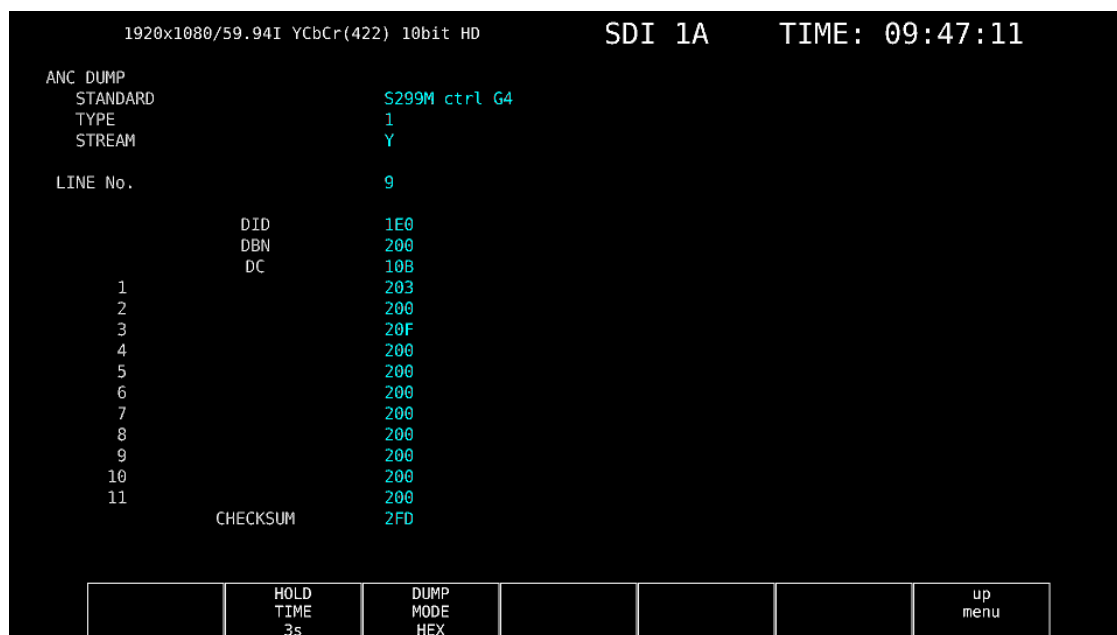 1920x1080/59.94I YCbCr(422) 10bit HD SDI 1A TIME: 09:47:11
ANC DUMP
STANDARD S299M ctrl G4
TYPE 1
STREAM Y
LINE No. 9
DID 1E0
DBN 200
DC 10B
1 203
2 200
3 20F
4 200
5 200
6 200
7 200
8 200
9 200
10 200
11 200
CHECKSUM 2FD
HOLD DUMP up
TIME MODE menu
3s HEX